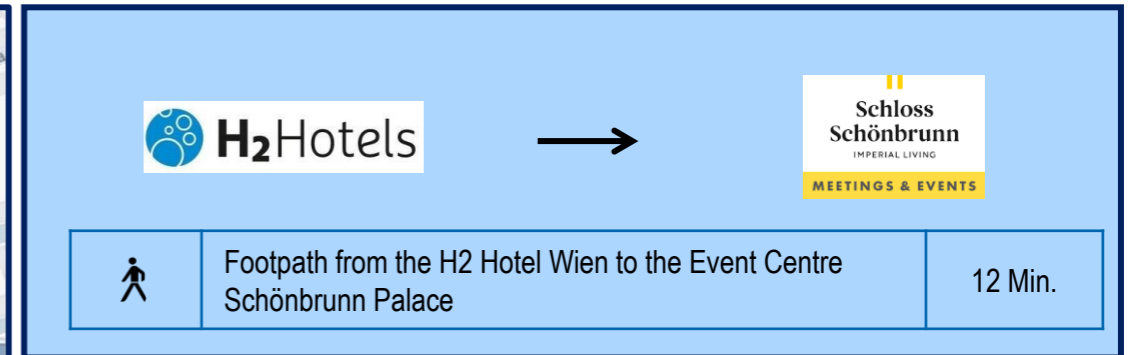 H₂Hotels
Schloss
Schönbrunn
IMPERIAL LIVING
MEETINGS & EVENTS
Footpath from the H2 Hotel Wien to the Event Centre
Schönbrunn Palace
12 Min.